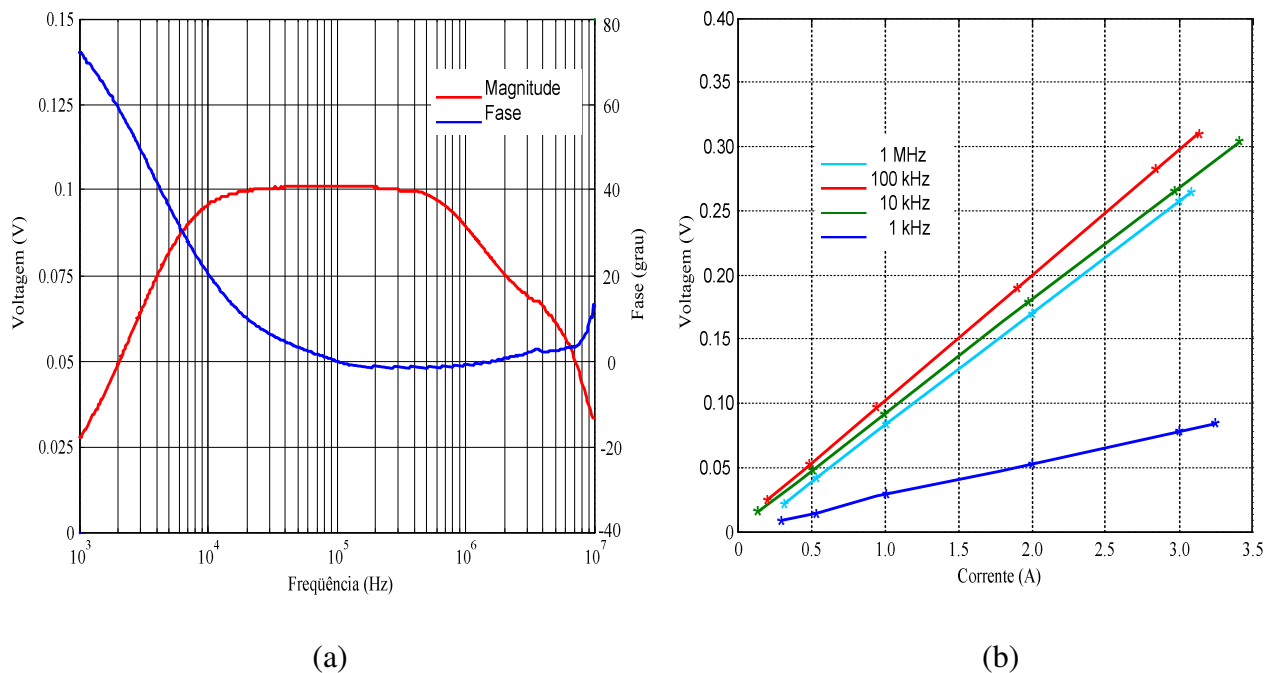 0.15
0.125
0.1
0.075
0.05
0.025
0
Voltagem (V)
80
60
40
20
0
-20
-40
Fase (grau)
Magnitude
Fase
10³
10⁴
10⁵
10⁶
10⁷
Freqüência (Hz)
(a)
0.40
0.35
0.30
0.25
0.20
0.15
0.10
0.05
0.00
Voltagem (V)
1 MHz
100 kHz
10 kHz
1 kHz
0
0.5
1.0
1.5
2.0
2.5
3.0
3.5
Corrente (A)
(b)